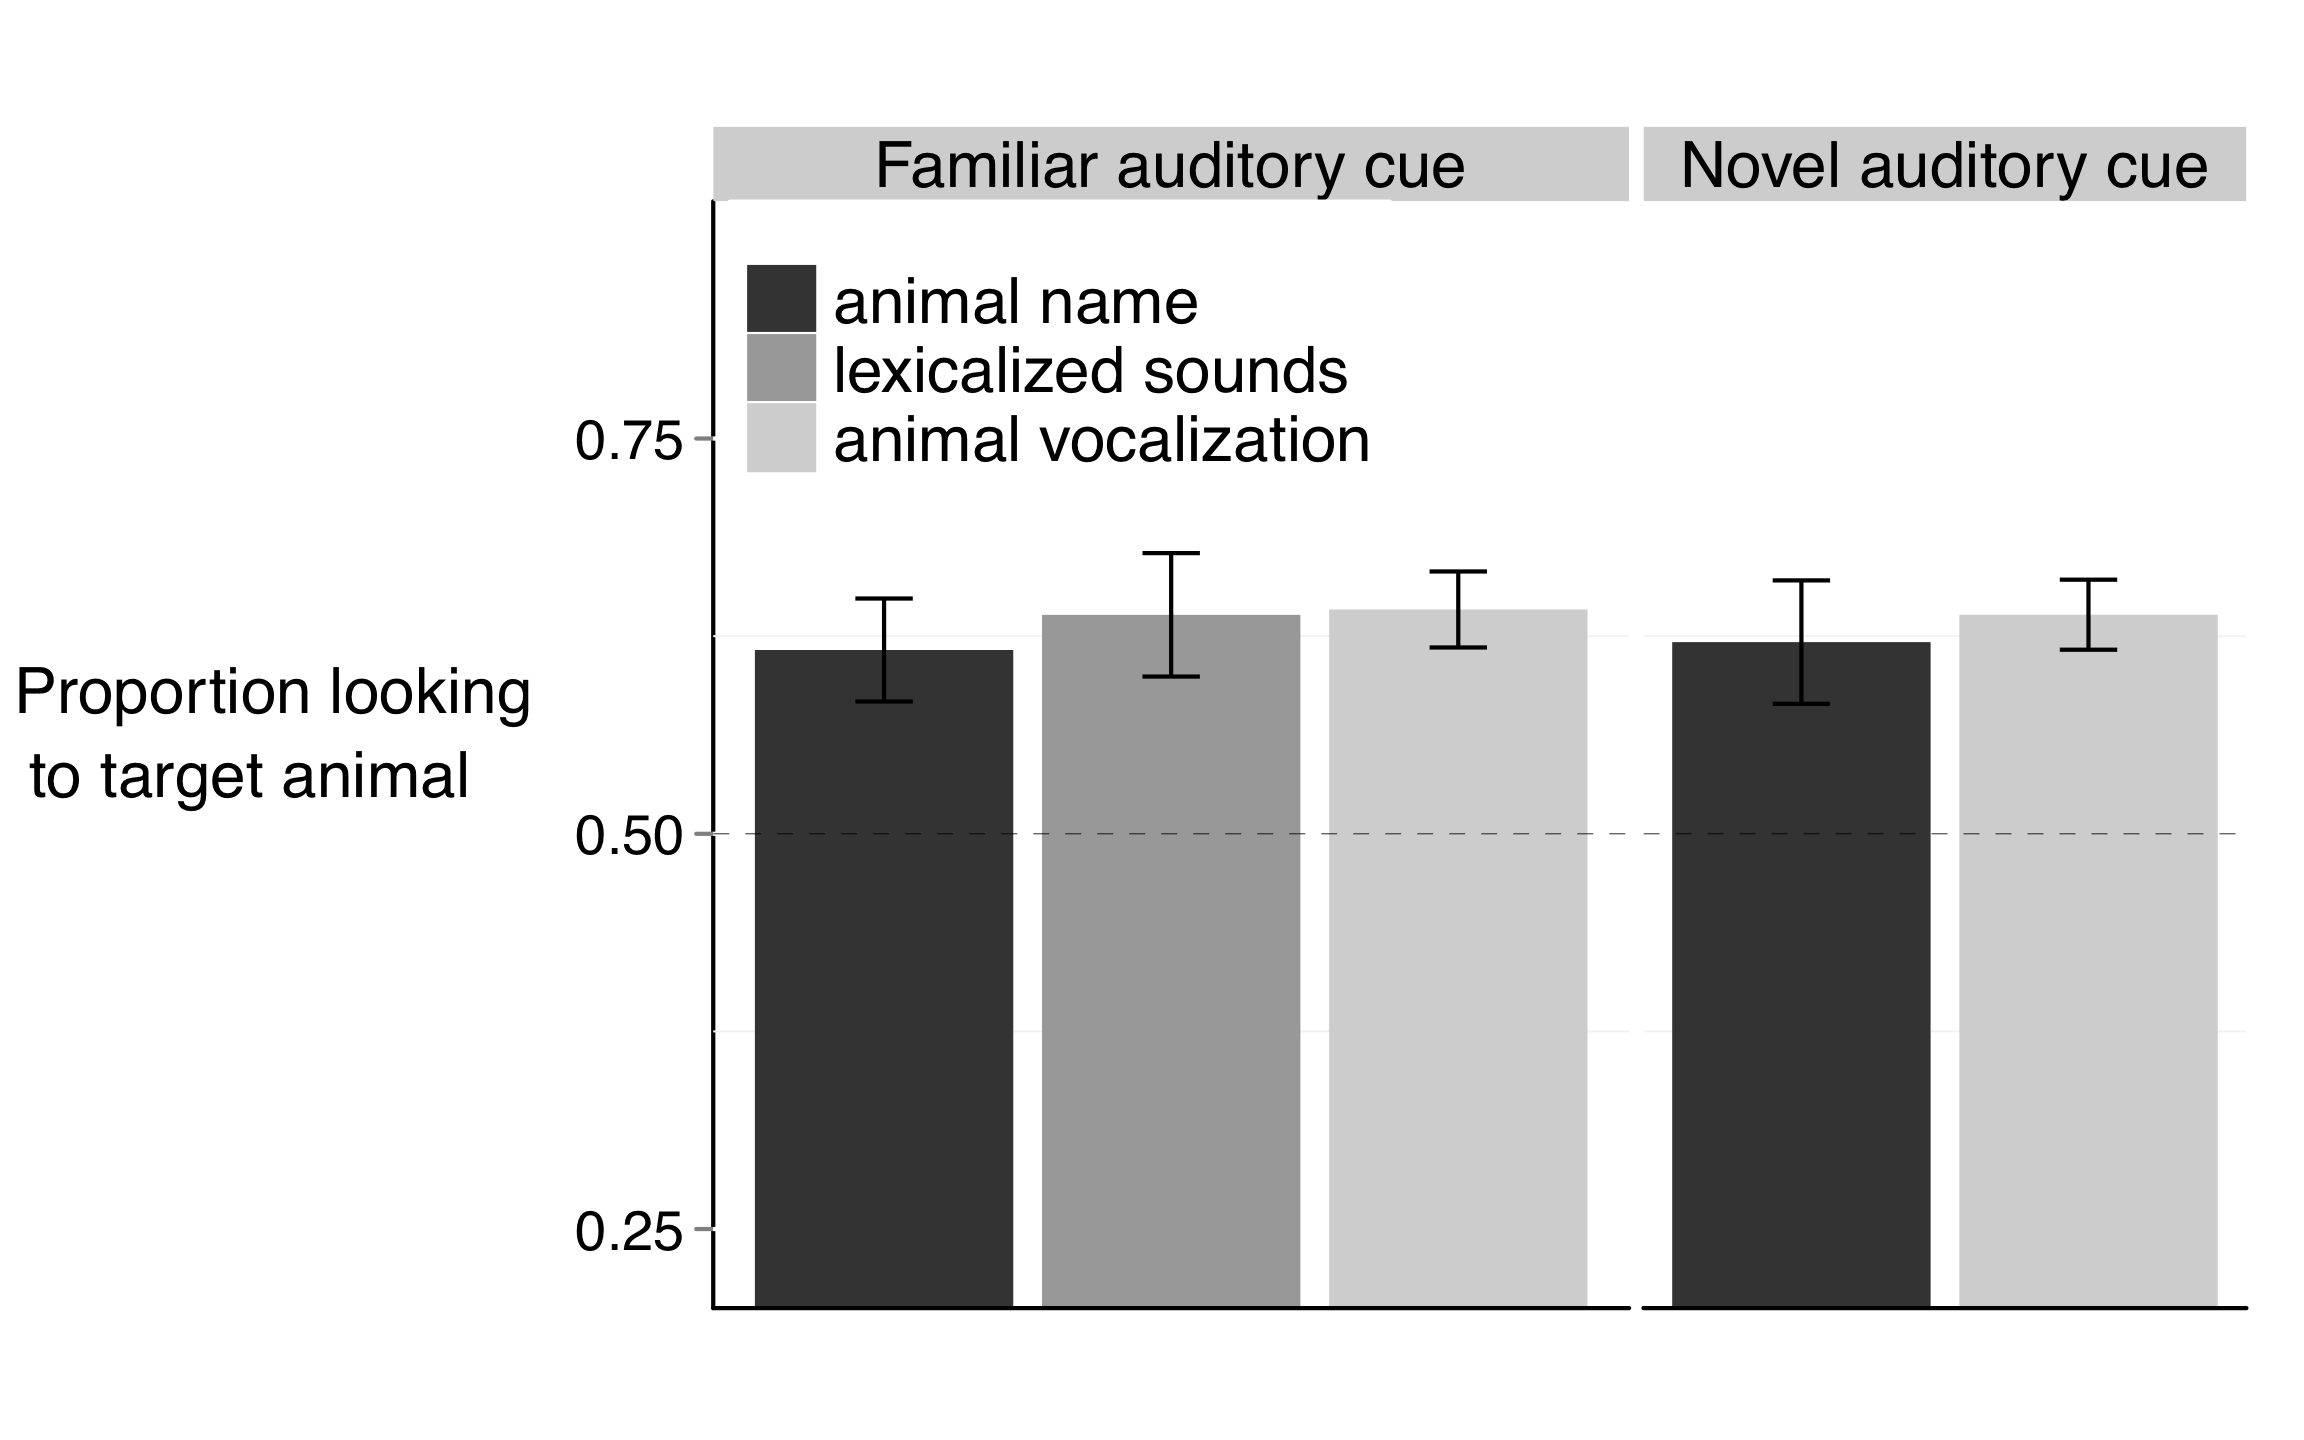 Familiar auditory cue
Novel auditory cue
animal name
lexicalized sounds
animal vocalization
0.75
Proportion looking
to target animal
0.50
0.25